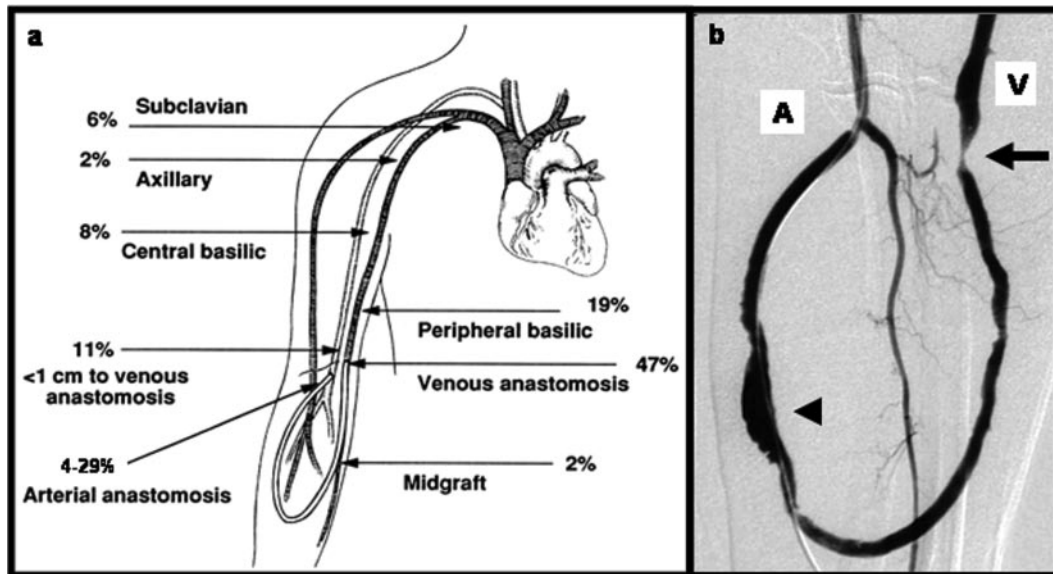 a
Subclavian
6%
2%
Axillary
8%
Central basilic
19%
Peripheral basilic
11%
<1 cm to venous
anastomosis
47%
Venous anastomosis
4-29%
Arterial anastomosis
2%
Midgraft
b
A
V